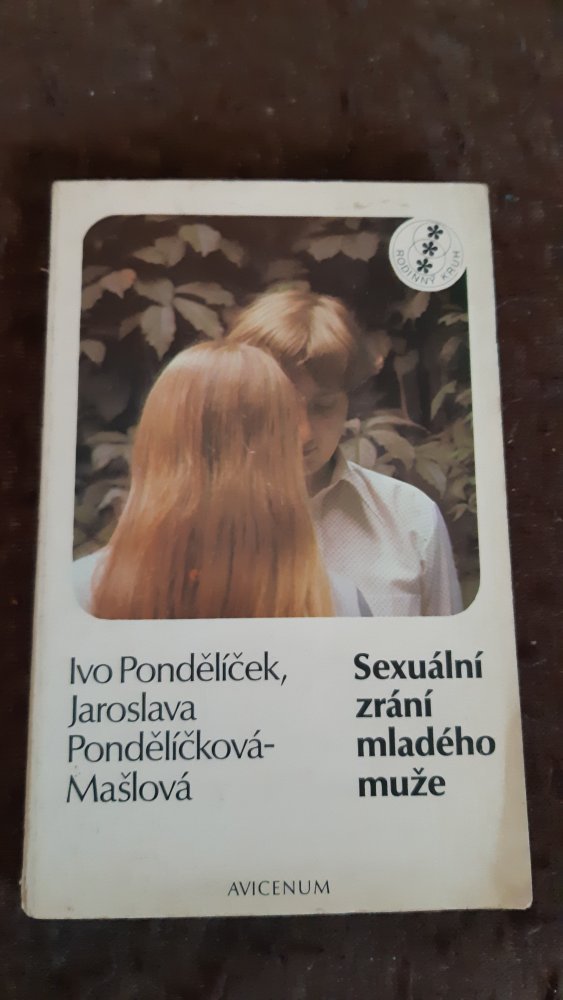 RODINNÝ KRUH
Ivo Pondělíček,
Jaroslava
Pondělíčková-
Mašlová
Sexuální
zrání
mladého
muže
AVICENUM